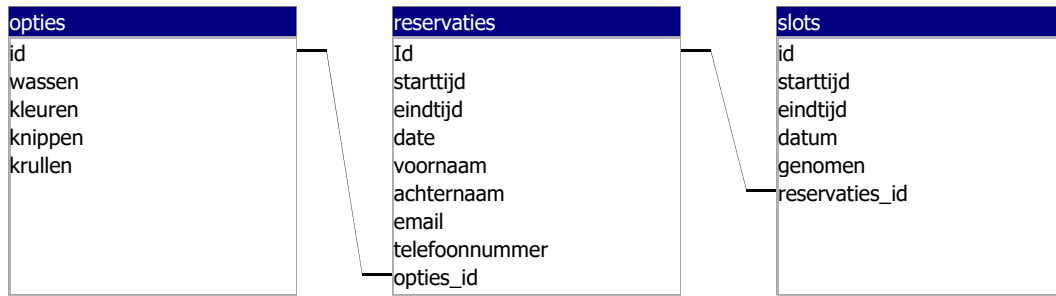 opties
id
wassen
kleuren
knippen
krullen
reservaties
Id
starttijd
eindtijd
date
voornaam
achternaam
email
telefoonnummer
opties_id
slots
id
starttijd
eindtijd
datum
genomen
reservaties_id